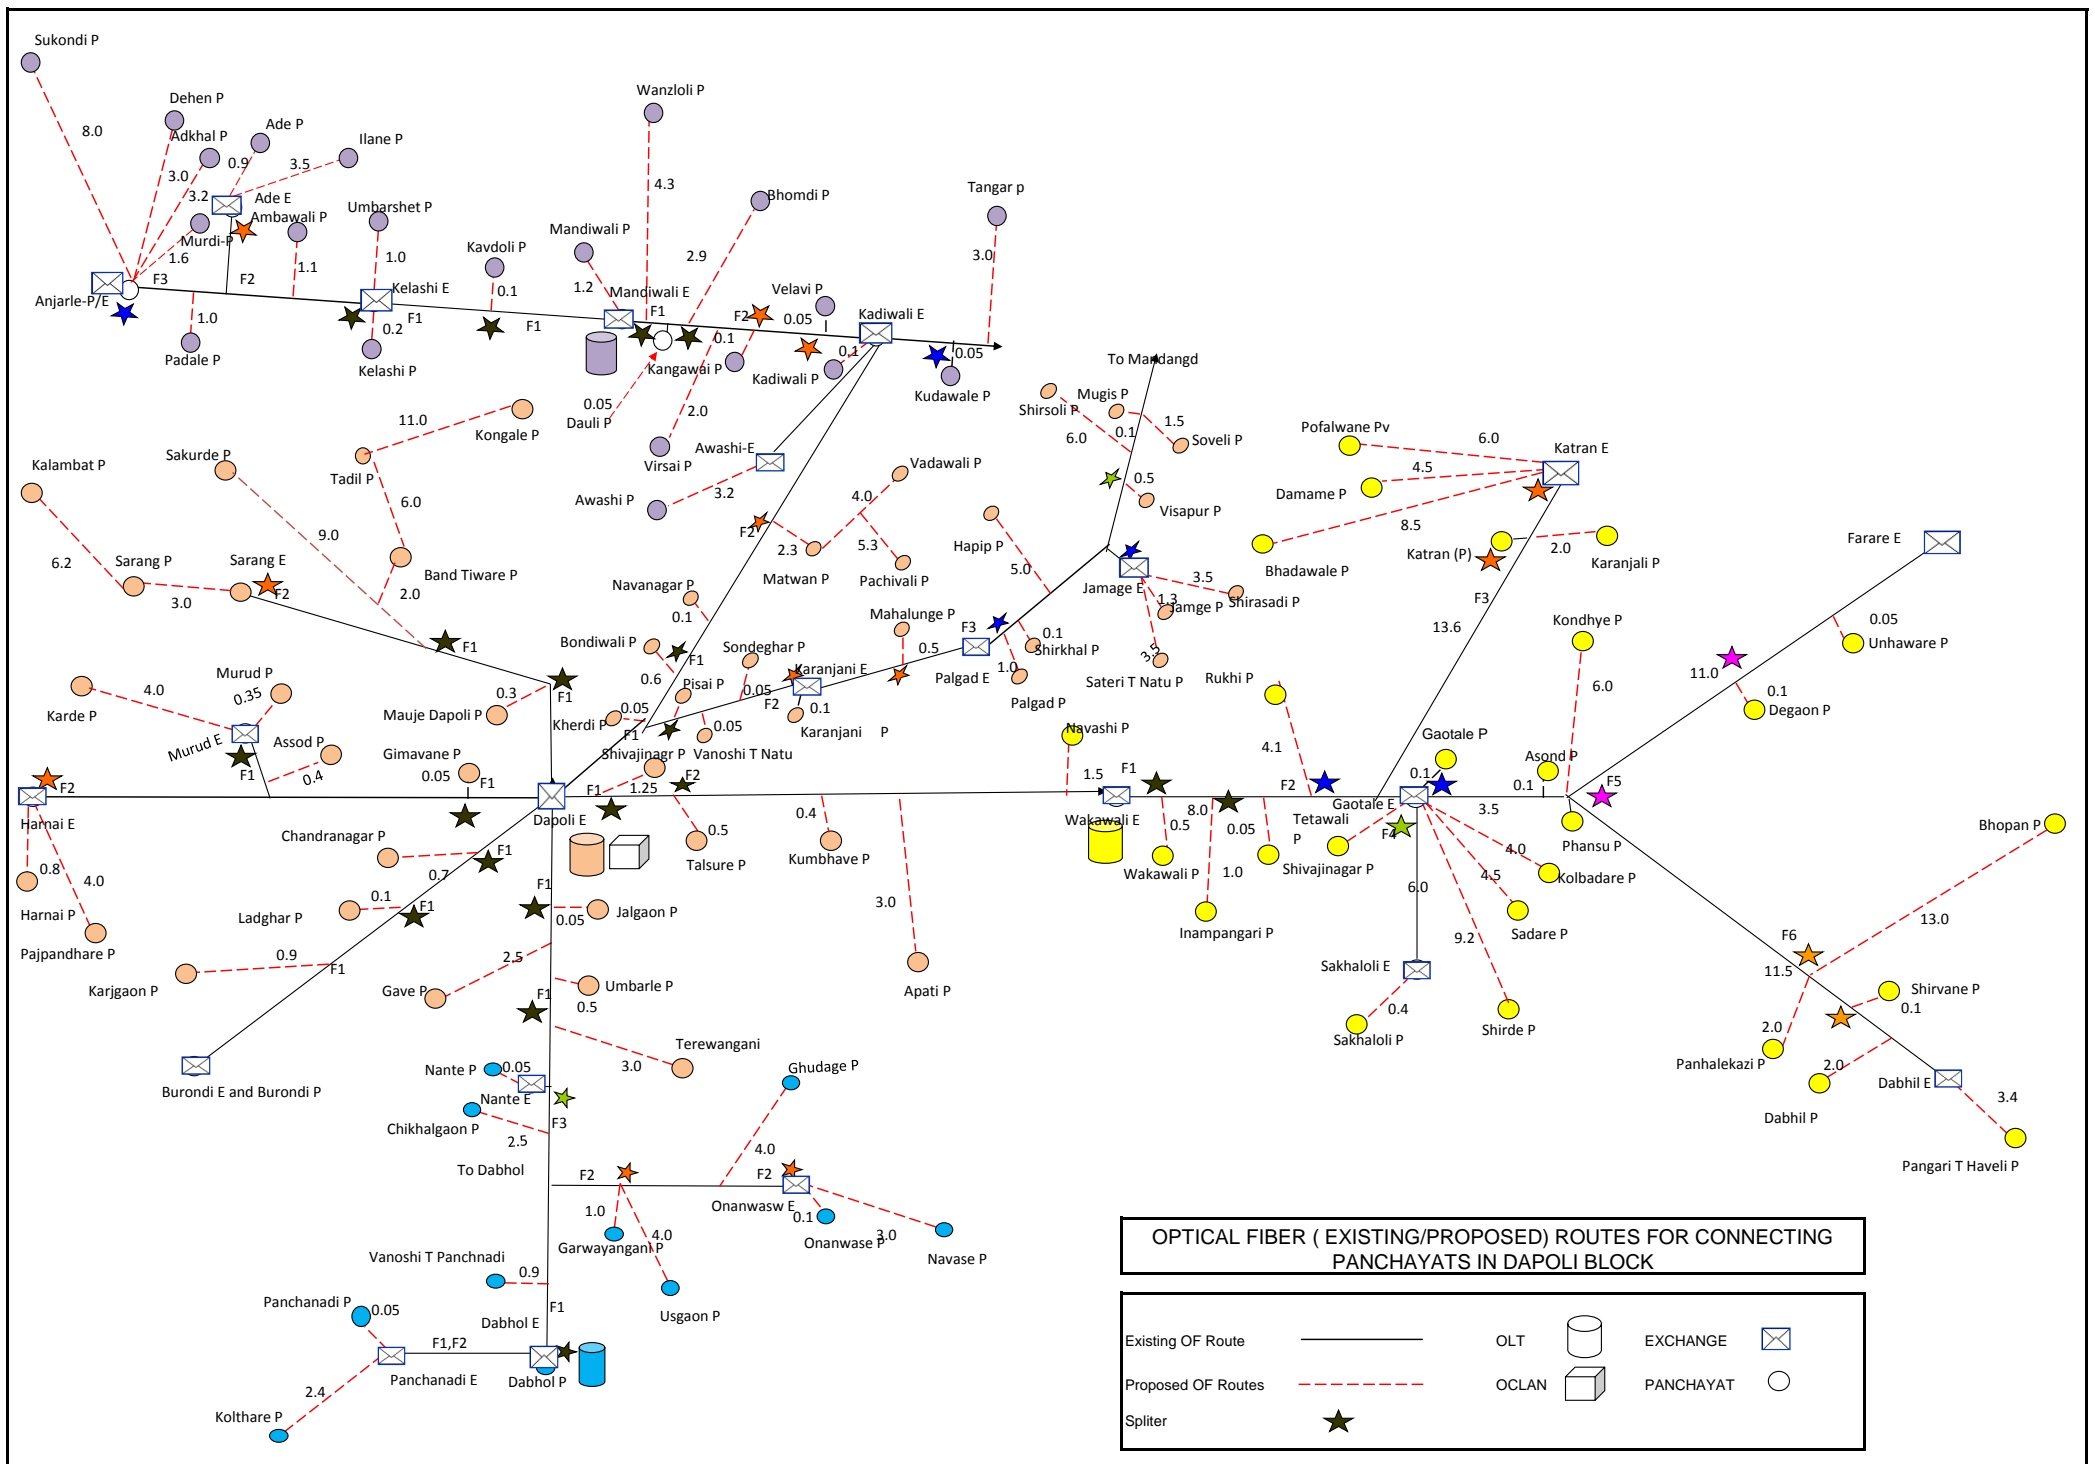 Sukondi P
Dehen P
Adkhal P
Ade P
Ilane P
8.0
3.0
3.2
0.9
3.5
Ade E
Ambawali P
Murdi-P
1.6
F3
F2
1.1
Anjarle-P/E
1.0
Padale P
Umbarshet P
1.0
Kelashi E
F1
0.2
Kelashi P
Kavdoli P
0.1
F1
Wanzloli P
4.3
Mandiwali P
1.2
Mandiwali E
F1
Bhomdi P
2.9
Velavi P
F2
0.05
0.1
Kangawai P
0.05
Dauli P
2.0
Virsai P
Kadiwali E
0.1
Kadiwali P
Tangar p
3.0
0.05
Kudawale P
Awashi-E
Awashi P
3.2
To Mandangd
Mugis P
Shirsoli P
6.0
0.1
1.5
Soveli P
0.5
Visapur P
Kongale P
11.0
Tadil P
6.0
Sakurde P
9.0
Kalambat P
6.2
Sarang P
3.0
Sarang E
F2
Band Tiware P
2.0
F1
F2
2.3
Matwan P
Vadawali P
4.0
5.3
Pachivali P
Hapip P
5.0
Jamage E
3.5
1.3
Jamge P
Shirasadi P
3.5
Sateri T Natu P
Navanagar P
0.1
Bondiwali P
F1
0.6
Sondeghar P
Mahalunge P
0.5
F3
Palgad E
0.1
Shirkhal P
1.0
Palgad P
Karanjani E
Pisai P
0.05
F2
0.1
Karanjani P
0.05
Kherdi P
F1
0.05
Vanoshi T Natu
Shivajinagr P
Pofalwane Pv
6.0
Katran E
4.5
Damame P
8.5
Bhadawale P
Katran (P)
2.0
Karanjali P
F3
13.6
Farare E
Kondhye P
6.0
0.05
Unhaware P
11.0
0.1
Degaon P
Murud P
0.35
4.0
Karde P
Murud E
F1
Assod P
0.4
Mauje Dapoli P
0.3
F1
Gimavane P
0.05
F1
F2
Harnai E
0.8
4.0
Harnai P
Pajpandhare P
Dapoli E
F1
1.25
F2
0.5
Talsure P
0.4
Kumbhave P
3.0
Apati P
Navashi P
1.5
F1
Wakawali E
0.5
Wakawali P
8.0
1.0
Inampangari P
0.05
F2
Rukhi P
4.1
Tetawali
P
Shivajinagar P
Gaotale E
Gaotale P
0.1
F4
3.5
Asond P
0.1
F5
Phansu P
4.0
Kolbadare P
4.5
Sadare P
9.2
Shirde P
6.0
Sakhaloli E
0.4
Sakhaloli P
Bhopan P
13.0
F6
11.5
Shirvane P
0.1
2.0
Panhalekazi P
2.0
Dabhil P
Dabhil E
3.4
Pangari T Haveli P
Chandranagar P
F1
0.7
Ladghar P
0.1
F1
0.9
F1
Karjgaon P
Burondi E and Burondi P
F1
0.05
Jalgaon P
2.5
Gave P
F1
Umbarle P
0.5
Terewangani
3.0
Nante P
0.05
Nante E
Chikhalgaon P
2.5
F3
To Dabhol
Ghudage P
4.0
F2
F2
Onanwasw E
1.0
Garwayangani P
4.0
Usgaon P
0.1
Onanwase P
3.0
Navase P
Vanoshi T Panchnadi
0.9
F1
Panchanadi P
0.05
Dabhol E
F1,F2
Panchanadi E
Dabhol P
2.4
Kolthare P
OPTICAL FIBER ( EXISTING/PROPOSED) ROUTES FOR CONNECTING
PANCHAYATS IN DAPOLI BLOCK
Existing OF Route
OLT
EXCHANGE
Proposed OF Routes
OCLAN
PANCHAYAT
Spliter